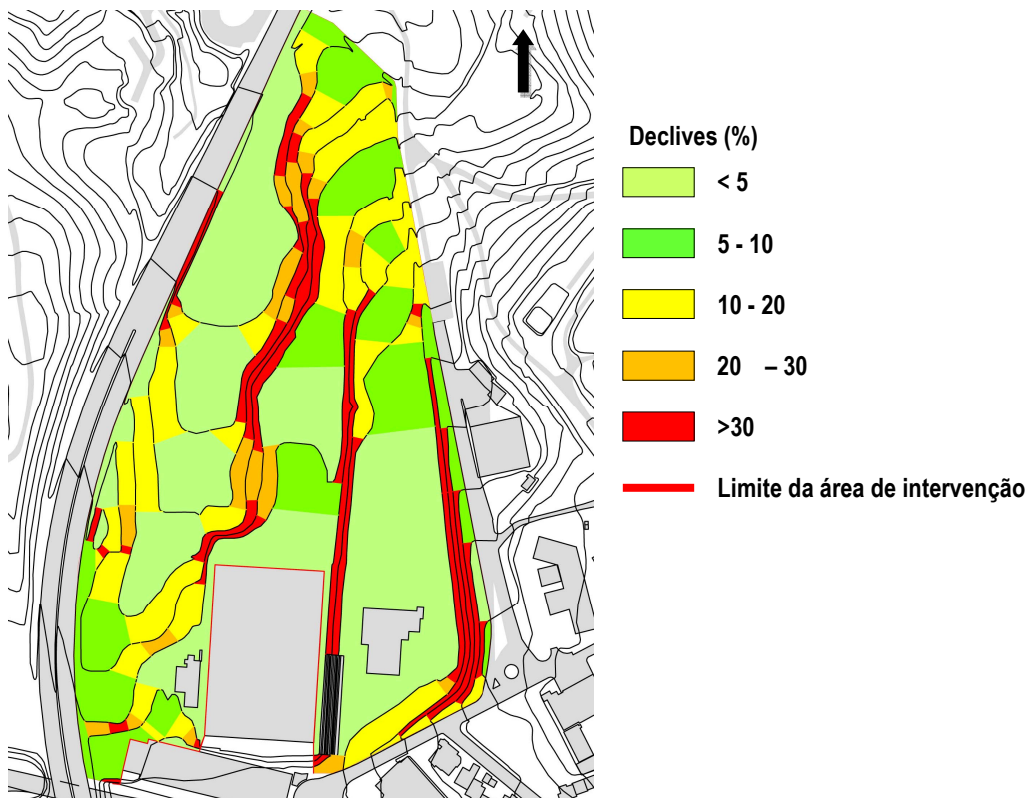 Declives (%)
< 5
5 - 10
10 - 20
20 – 30
>30
Limite da área de intervenção